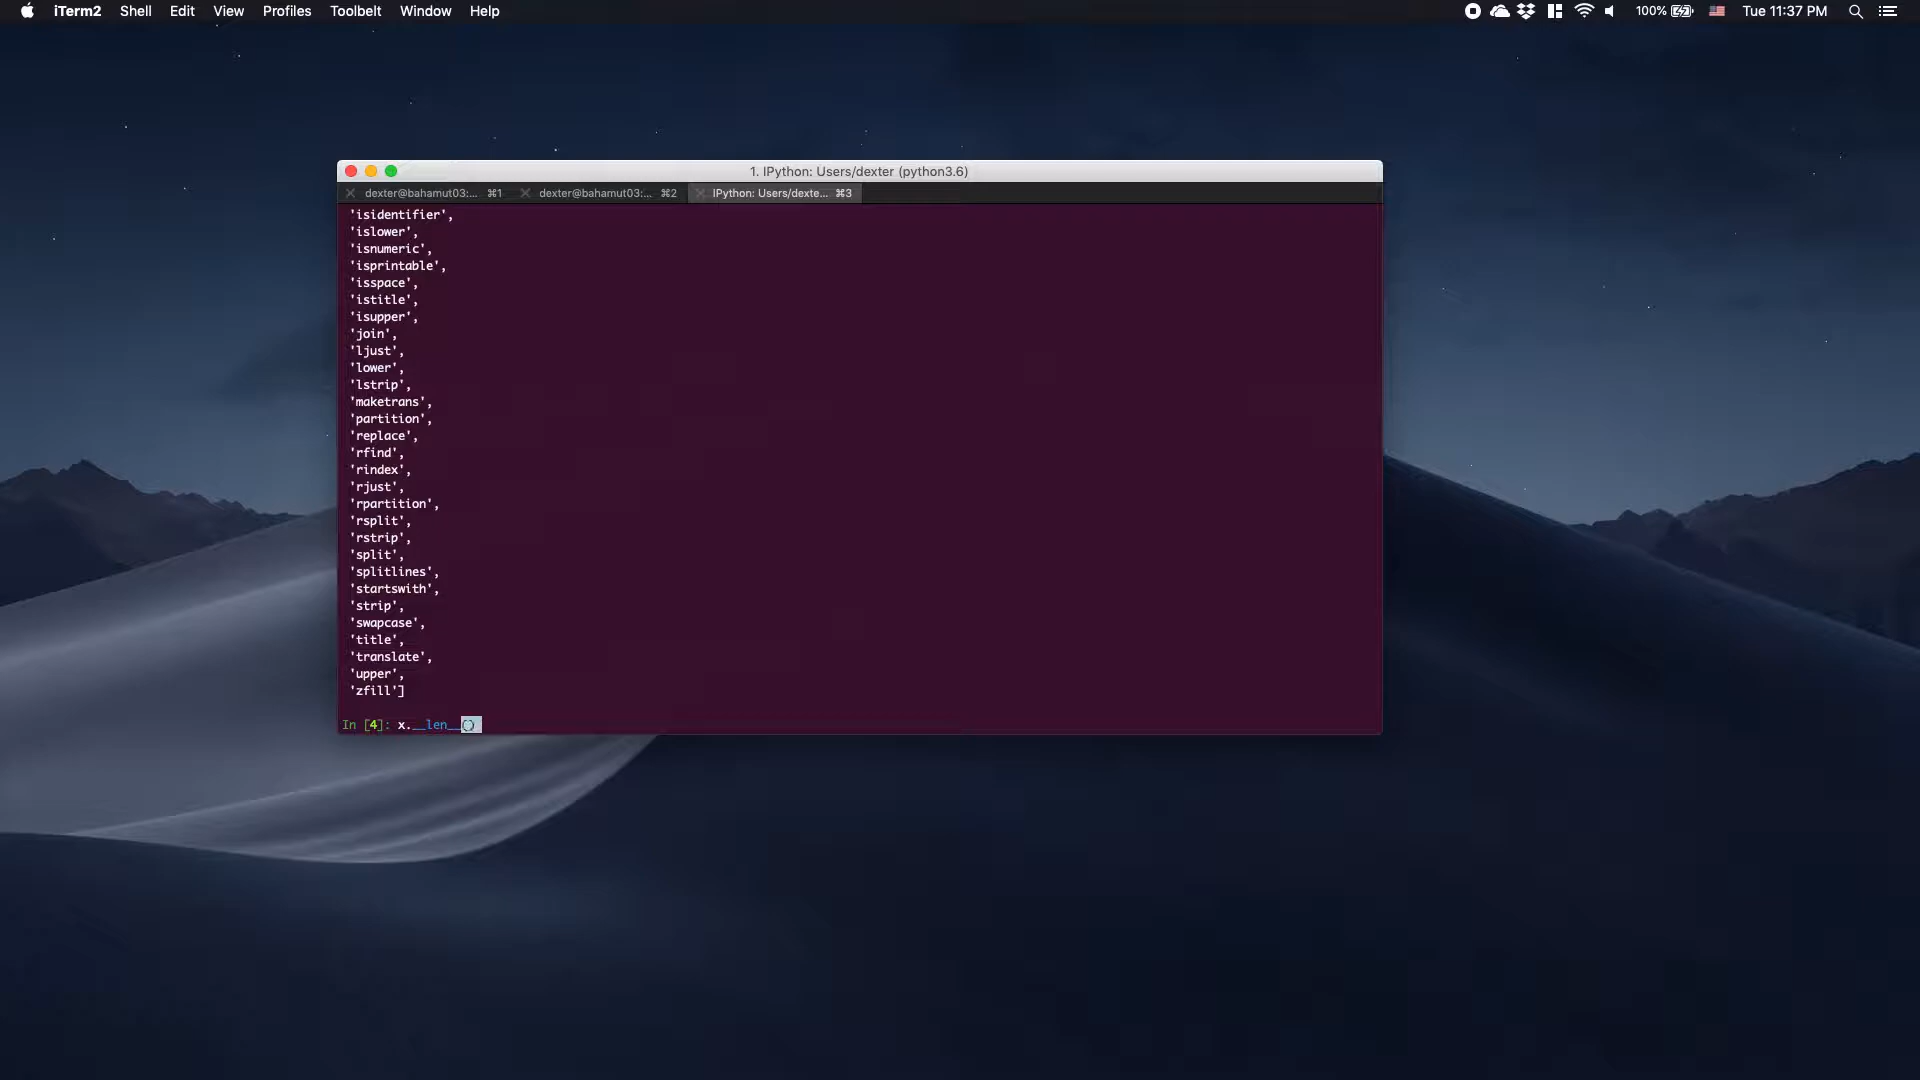 iTerm2 Shell Edit View Profiles Toolbelt Window Help 100% Tue 11:37 PM
1. IPython: Users/dexter (python3.6)
dexter@bahamut03:... ⌘1 dexter@bahamut03:... ⌘2 IPython: Users/dexte... ⌘3
'isidentifier',
'islower',
'isnumeric',
'isprintable',
'isspace',
'istitle',
'isupper',
'join',
'ljust',
'lower',
'lstrip',
'maketrans',
'partition',
'replace',
'rfind',
'rindex',
'rjust',
'rpartition',
'rsplit',
'rstrip',
'split',
'splitlines',
'startswith',
'strip',
'swapcase',
'title',
'translate',
'upper',
'zfill']
In [4]: x.__len__()